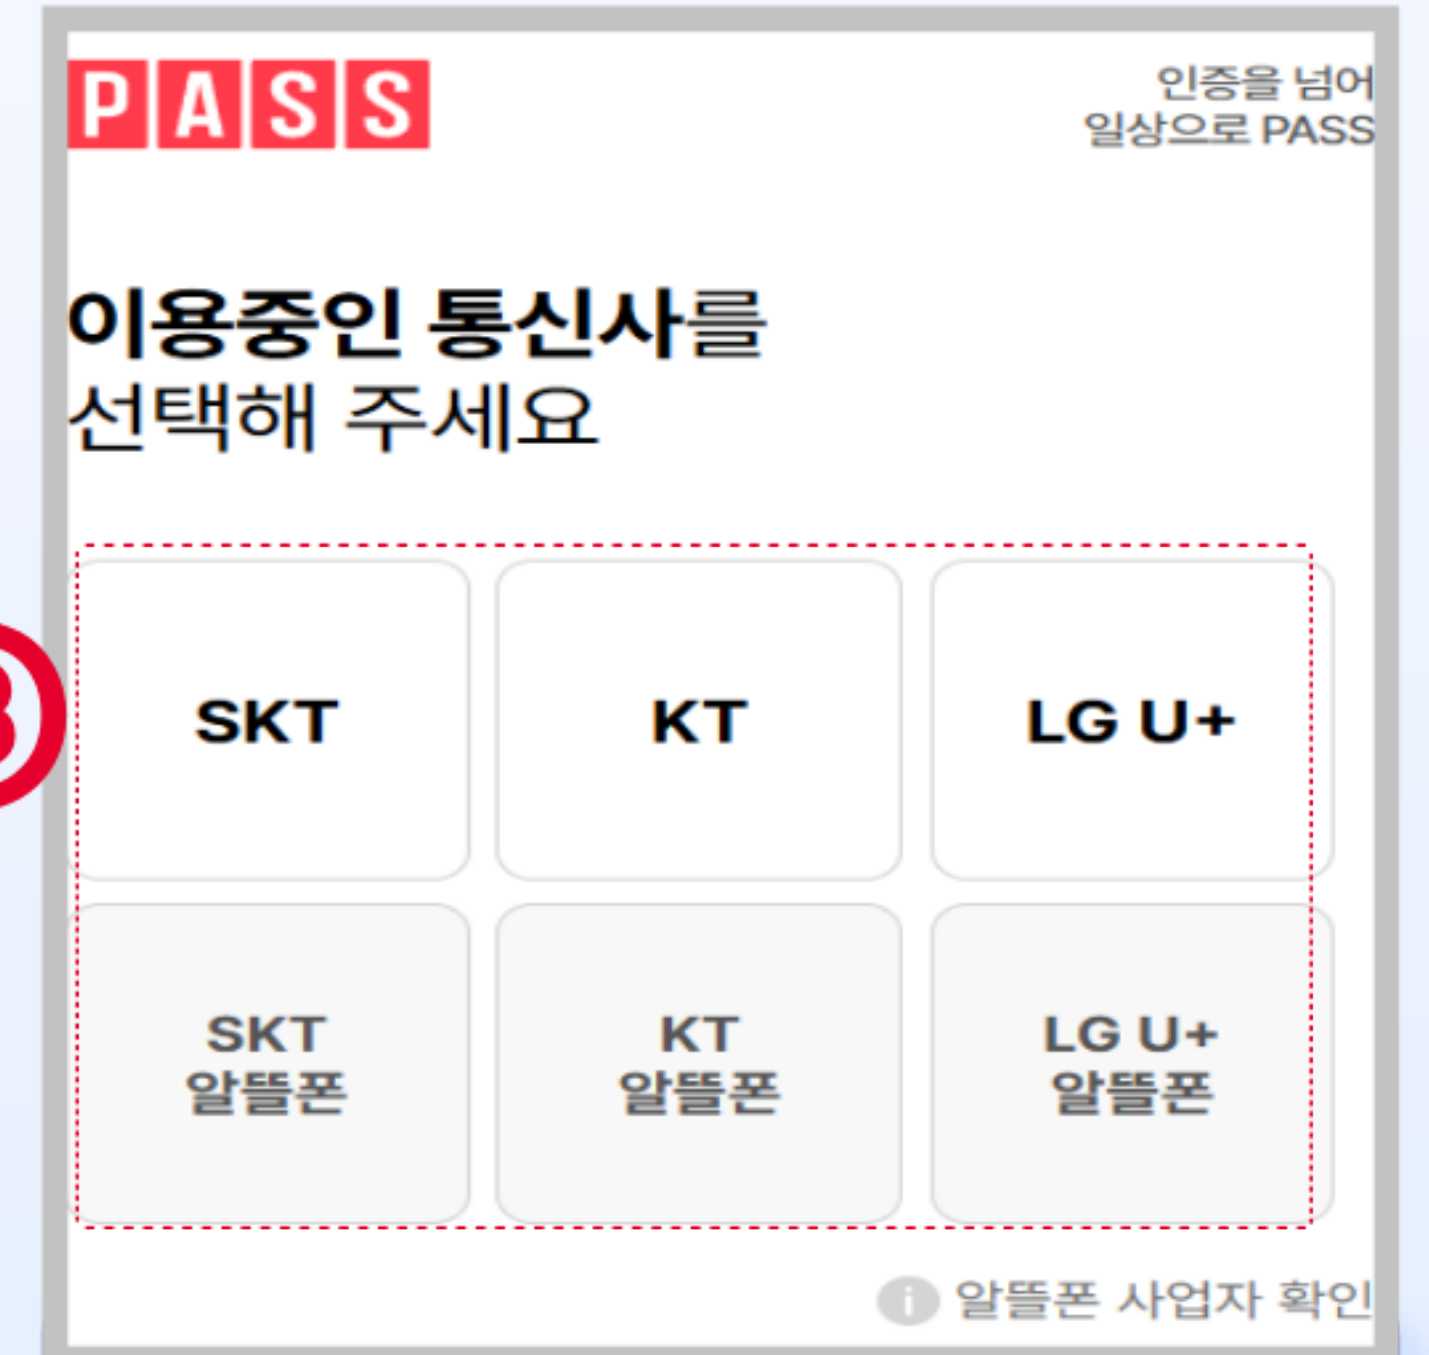 PASS
인증을 넘어
일상으로 PASS
이용중인 통신사를
선택해 주세요
SKT
KT
LG U+
SKT
알뜰폰
KT
알뜰폰
LG U+
알뜰폰
알뜰폰 사업자 확인